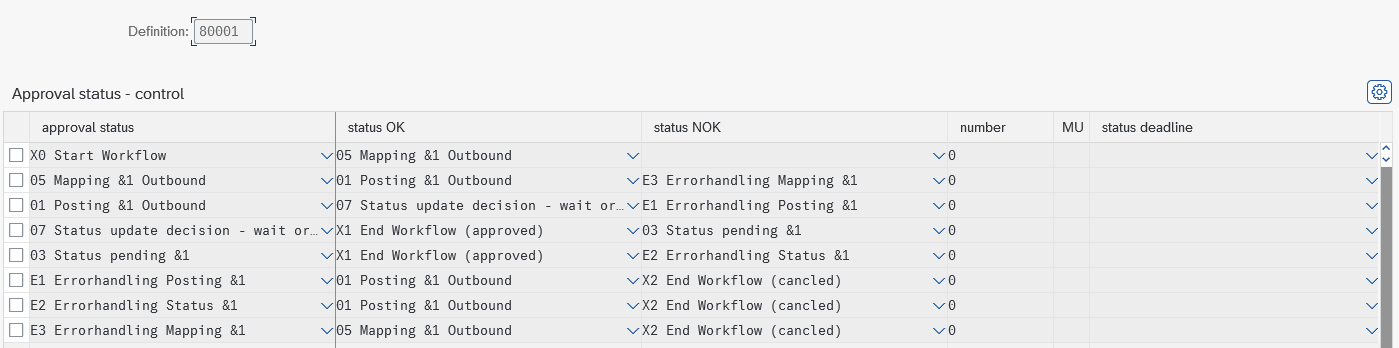 Definition: 80001
Approval status - control
approval status status OK status NOK number MU status deadline
X0 Start Workflow 05 Mapping &1 Outbound 0
05 Mapping &1 Outbound 01 Posting &1 Outbound E3 Errorhandling Mapping &1 0
01 Posting &1 Outbound 07 Status update decision - wait or… E1 Errorhandling Posting &1 0
07 Status update decision - wait or… X1 End Workflow (approved) 03 Status pending &1 0
03 Status pending &1 X1 End Workflow (approved) E2 Errorhandling Status &1 0
E1 Errorhandling Posting &1 01 Posting &1 Outbound X2 End Workflow (cancled) 0
E2 Errorhandling Status &1 01 Posting &1 Outbound X2 End Workflow (cancled) 0
E3 Errorhandling Mapping &1 05 Mapping &1 Outbound X2 End Workflow (cancled) 0